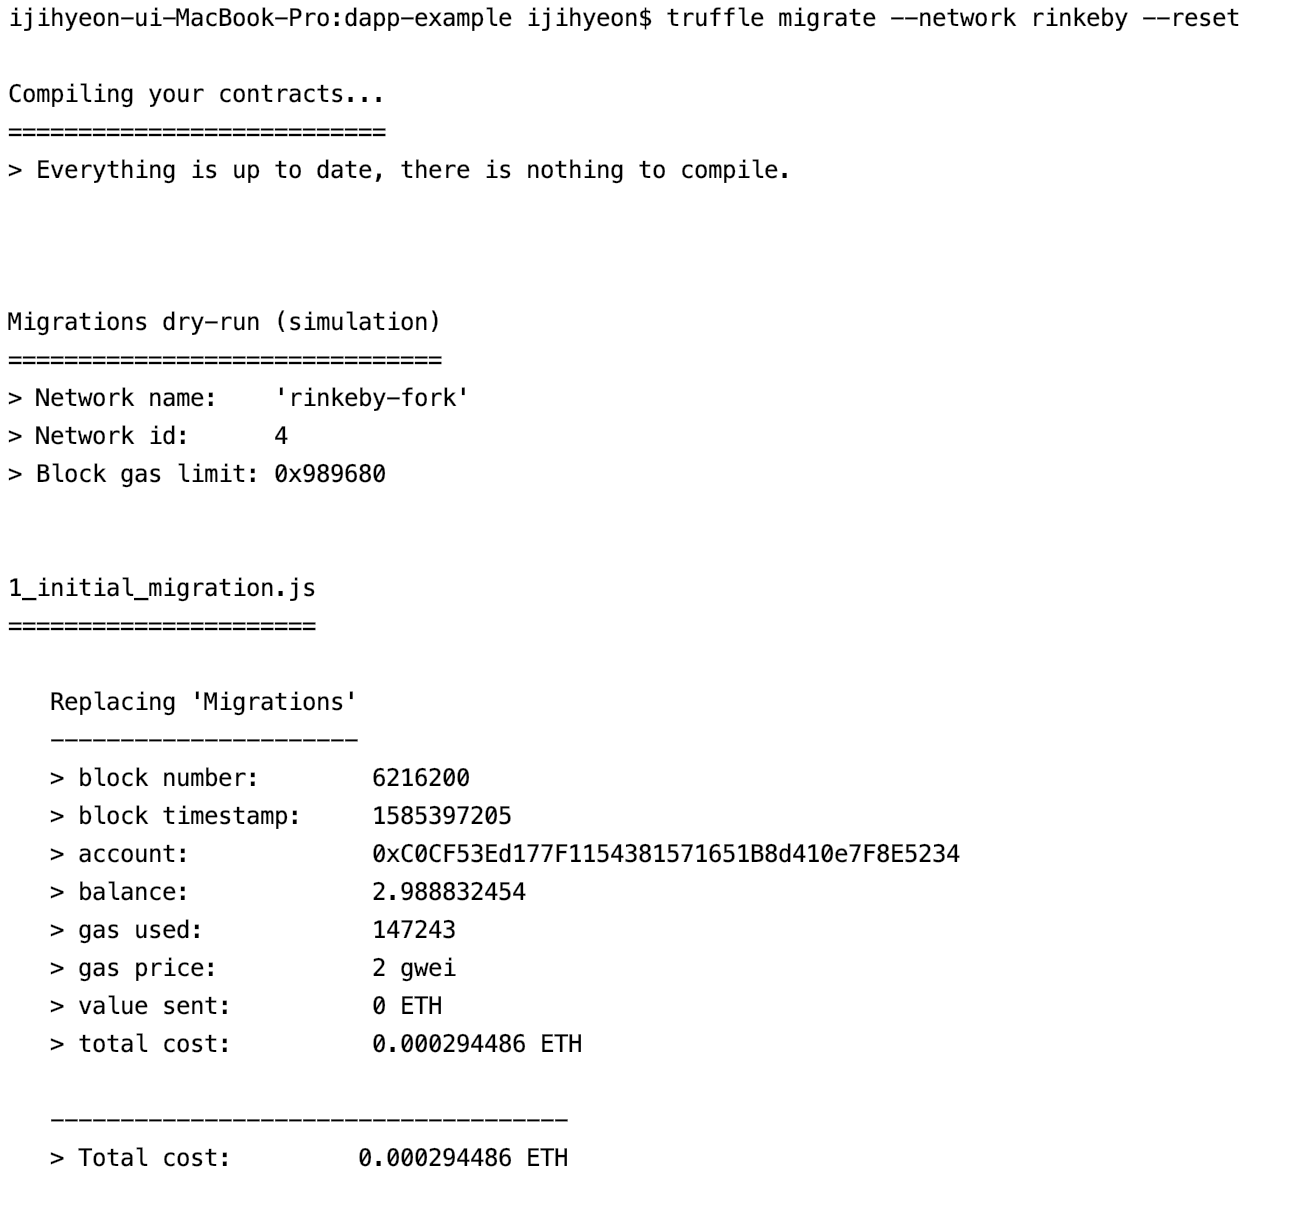 ijihyeon-ui-MacBook-Pro:dapp-example ijihyeon$ truffle migrate --network rinkeby --reset
Compiling your contracts...
===========================
> Everything is up to date, there is nothing to compile.
Migrations dry-run (simulation)
===============================
> Network name:    'rinkeby-fork'
> Network id:      4
> Block gas limit: 0x989680
1_initial_migration.js
======================
   Replacing 'Migrations'
   ----------------------
   > block number:        6216200
   > block timestamp:     1585397205
   > account:             0xC0CF53Ed177F1154381571651B8d410e7F8E5234
   > balance:             2.988832454
   > gas used:            147243
   > gas price:           2 gwei
   > value sent:          0 ETH
   > total cost:          0.000294486 ETH
   -------------------------------------
   > Total cost:         0.000294486 ETH